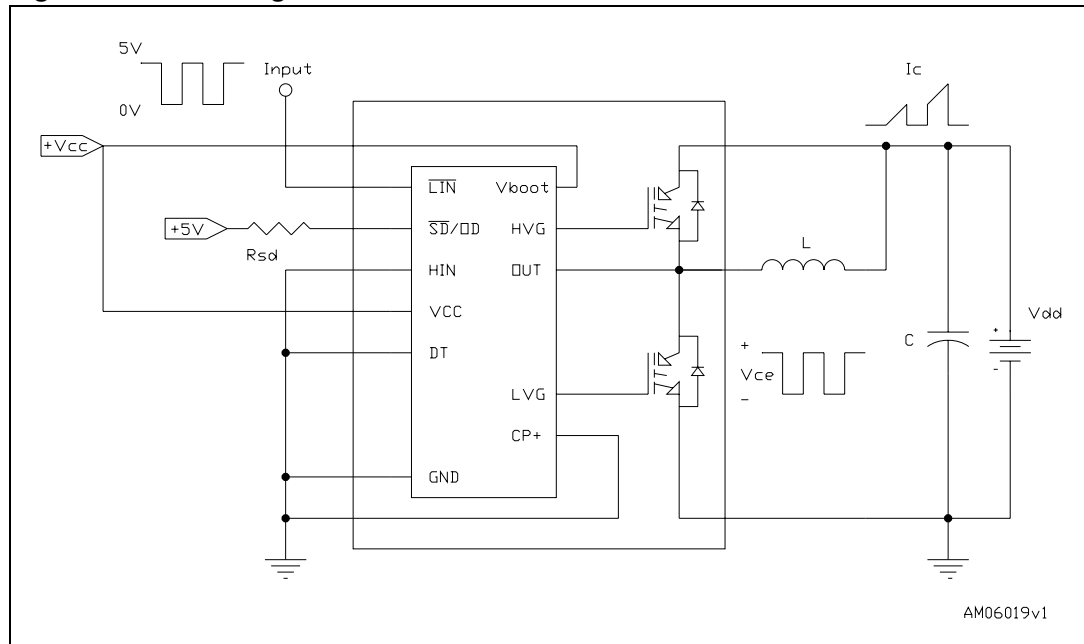 5V
0V
Input
Ic
+Vcc
LIN
Vboot
+5V
Rsd
SD/OD
HVG
HIN
OUT
L
VCC
DT
Vdd
+
-
C
+
Vce
-
LVG
CP+
GND
AM06019v1